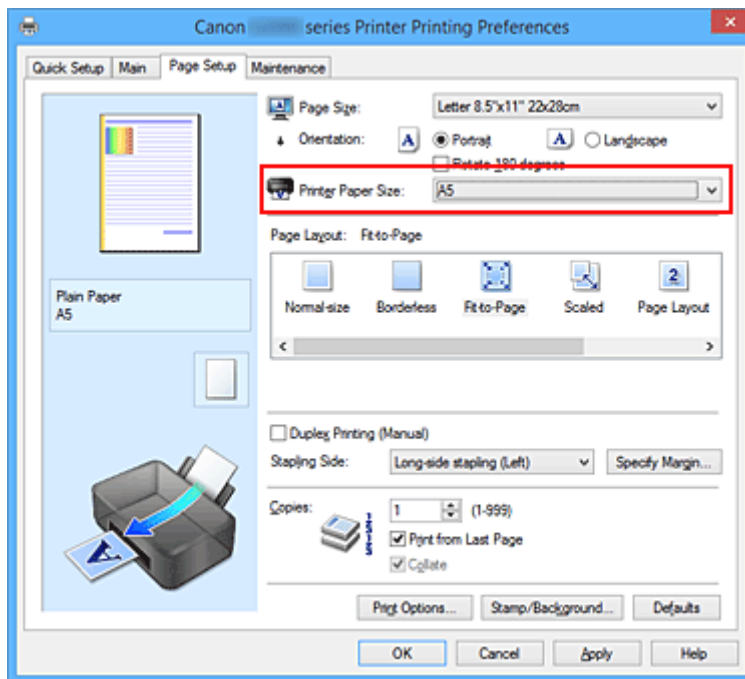 Canon series Printer Printing Preferences
Quick Setup Main Page Setup Maintenance
Page Size: Letter 8.5"x11" 22x28cm
Orientation: A Portrait A Landscape
Rotate 180 degrees
Printer Paper Size: A5
Page Layout: Fit-to-Page
Normal-size Borderless Fit-to-Page Scaled 2 Page Layout
Plain Paper
A5
Duplex Printing (Manual)
Stapling Side: Long-side stapling (Left) Specify Margin...
Copies: 1 (1-999)
Print from Last Page
Collate
Print Options... Stamp/Background... Defaults
OK Cancel Apply Help